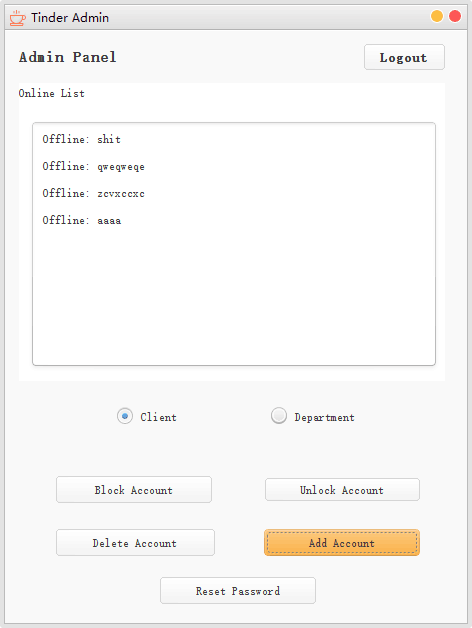 Tinder Admin
Admin Panel
Logout
Online List
Offline: shit
Offline: qweqweqe
Offline: zcvxccxc
Offline: aaaa
Client
Department
Block Account
Unlock Account
Delete Account
Add Account
Reset Password